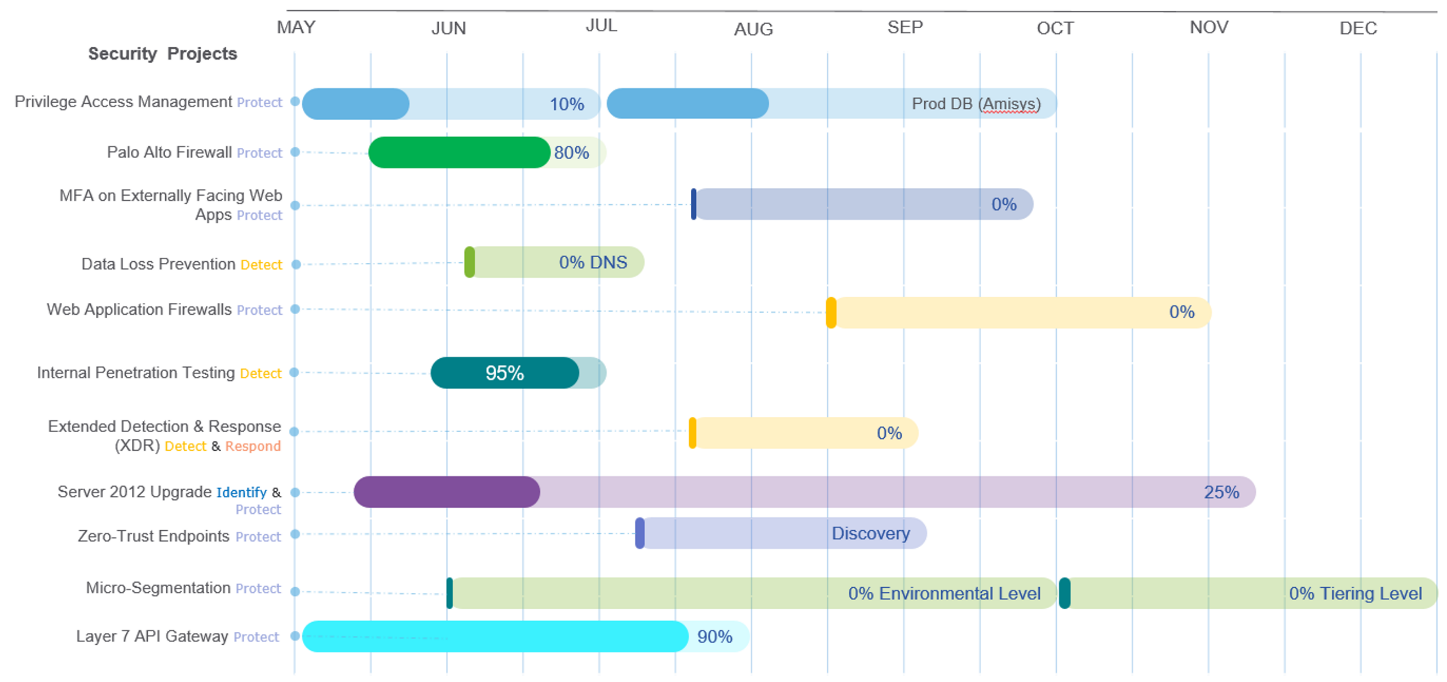 MAY JUN JUL AUG SEP OCT NOV DEC
Security Projects
Privilege Access Management Protect 10% Prod DB (Amisys)
Palo Alto Firewall Protect 80%
MFA on Externally Facing Web
Apps Protect 0%
Data Loss Prevention Detect 0% DNS
Web Application Firewalls Protect 0%
Internal Penetration Testing Detect 95%
Extended Detection & Response
(XDR) Detect & Respond 0%
Server 2012 Upgrade Identify & 25%
Protect
Zero-Trust Endpoints Protect Discovery
Micro-Segmentation Protect 0% Environmental Level 0% Tiering Level
Layer 7 API Gateway Protect 90%